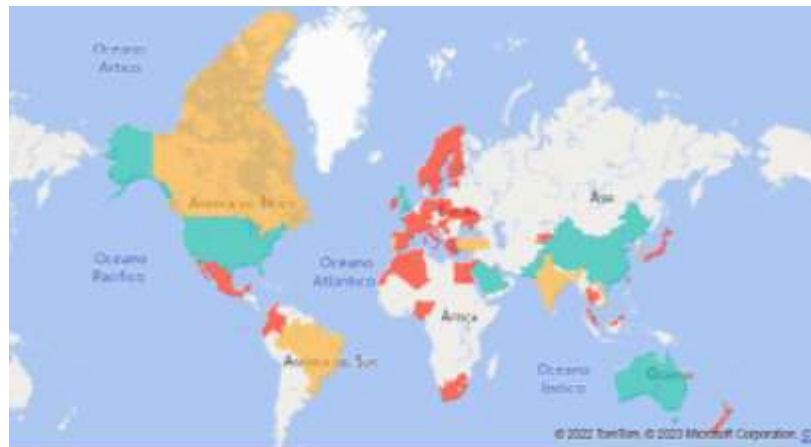 Oceano
Ártico
América do Norte
Ásia
Oceano
Pacífico
Oceano
Atlântico
África
América do Sul
Oceano
Índico
Oceania
© 2022 TomTom, © 2023 Microsoft Corporation,